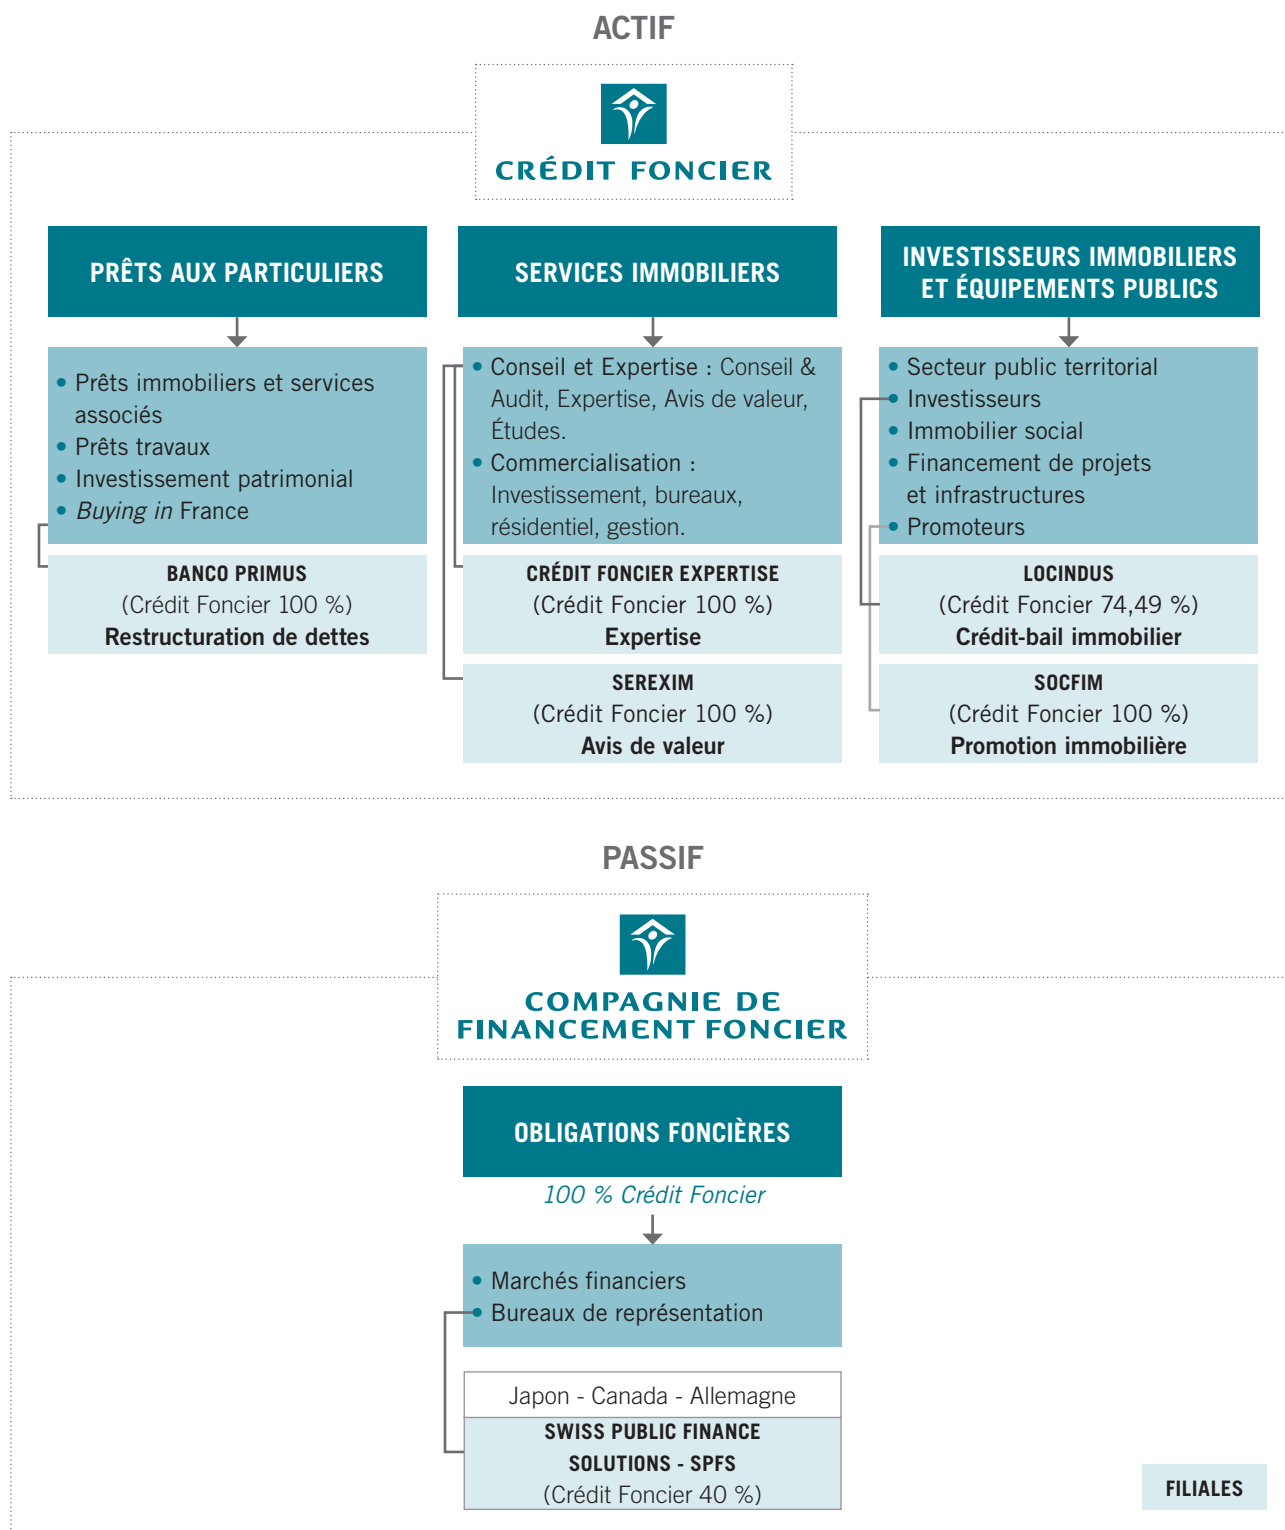 ACTIF
CRÉDIT FONCIER
PRÊTS AUX PARTICULIERS
• Prêts immobiliers et services
associés
• Prêts travaux
• Investissement patrimonial
• Buying in France
BANCO PRIMUS
(Crédit Foncier 100 %)
Restructuration de dettes
SERVICES IMMOBILIERS
• Conseil et Expertise : Conseil &
Audit, Expertise, Avis de valeur,
Études.
• Commercialisation :
Investissement, bureaux,
résidentiel, gestion.
CRÉDIT FONCIER EXPERTISE
(Crédit Foncier 100 %)
Expertise
SEREXIM
(Crédit Foncier 100 %)
Avis de valeur
INVESTISSEURS IMMOBILIERS
ET ÉQUIPEMENTS PUBLICS
• Secteur public territorial
• Investisseurs
• Immobilier social
• Financement de projets
et infrastructures
• Promoteurs
LOCINDUS
(Crédit Foncier 74,49 %)
Crédit-bail immobilier
SOCFIM
(Crédit Foncier 100 %)
Promotion immobilière
PASSIF
COMPAGNIE DE
FINANCEMENT FONCIER
OBLIGATIONS FONCIÈRES
100 % Crédit Foncier
• Marchés financiers
• Bureaux de représentation
Japon - Canada - Allemagne
SWISS PUBLIC FINANCE
SOLUTIONS - SPFS
(Crédit Foncier 40 %)
FILIALES